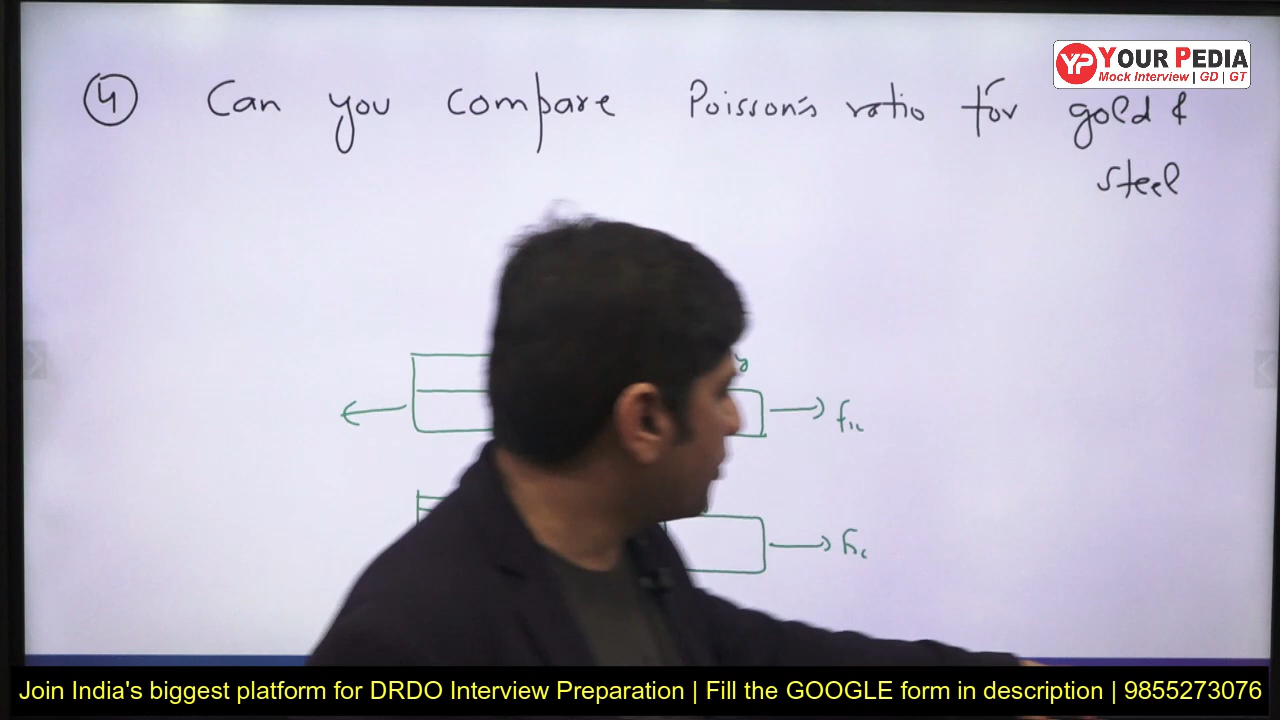 YP YOUR PEDIA
Mock Interview | GD | GT
4 Can you compare Poisson's ratio for gold &
steel
Join India's biggest platform for DRDO Interview Preparation | Fill the GOOGLE form in description | 9855273076